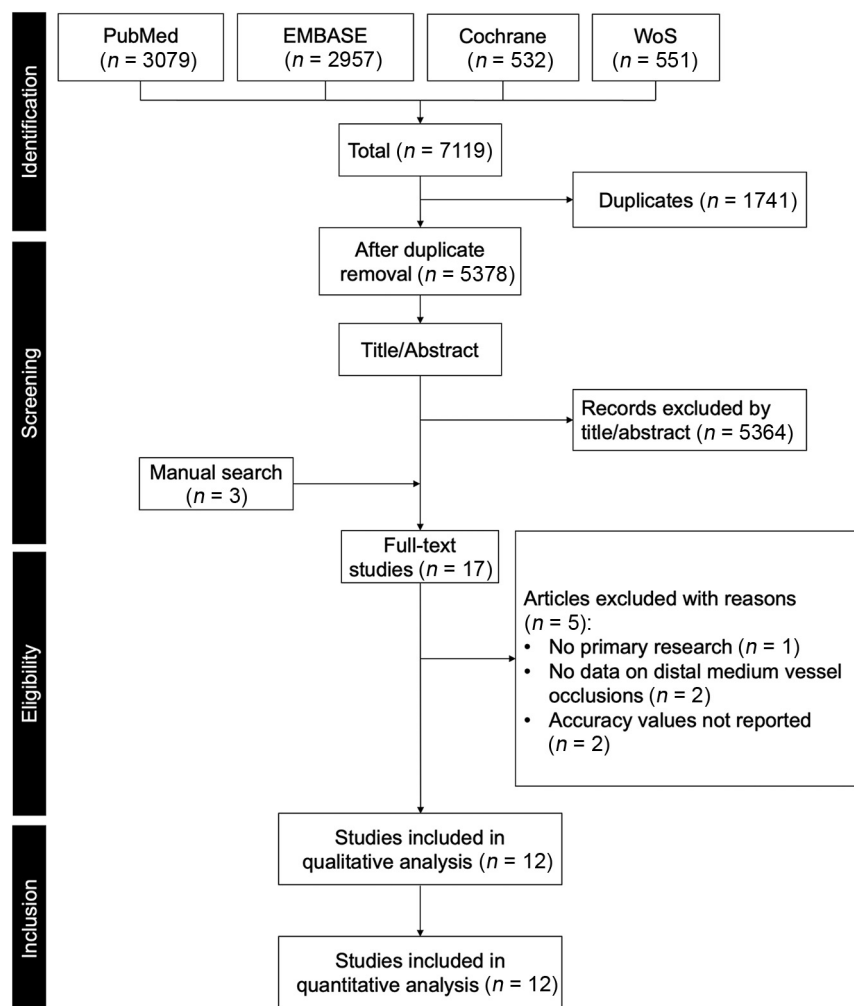 PubMed
(n = 3079)
EMBASE
(n = 2957)
Cochrane
(n = 532)
WoS
(n = 551)
Identification
Total (n = 7119)
Duplicates (n = 1741)
After duplicate
removal (n = 5378)
Screening
Title/Abstract
Records excluded by
title/abstract (n = 5364)
Manual search
(n = 3)
Full-text
studies (n = 17)
Eligibility
Articles excluded with reasons
(n = 5):
• No primary research (n = 1)
• No data on distal medium vessel
occlusions (n = 2)
• Accuracy values not reported
(n = 2)
Inclusion
Studies included in
qualitative analysis (n = 12)
Studies included in
quantitative analysis (n = 12)